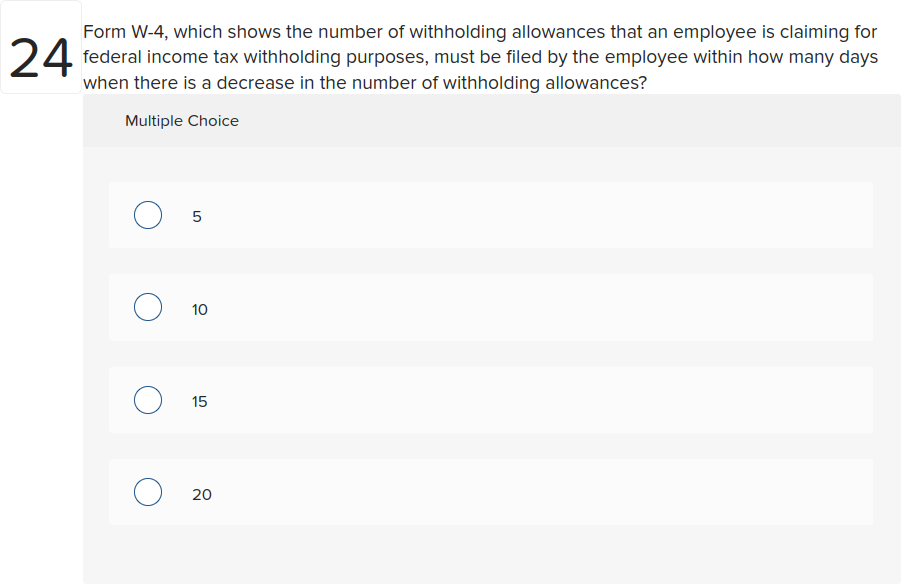 24
Form W-4, which shows the number of withholding allowances that an employee is claiming for
federal income tax withholding purposes, must be filed by the employee within how many days
when there is a decrease in the number of withholding allowances?
Multiple Choice
5
10
15
20